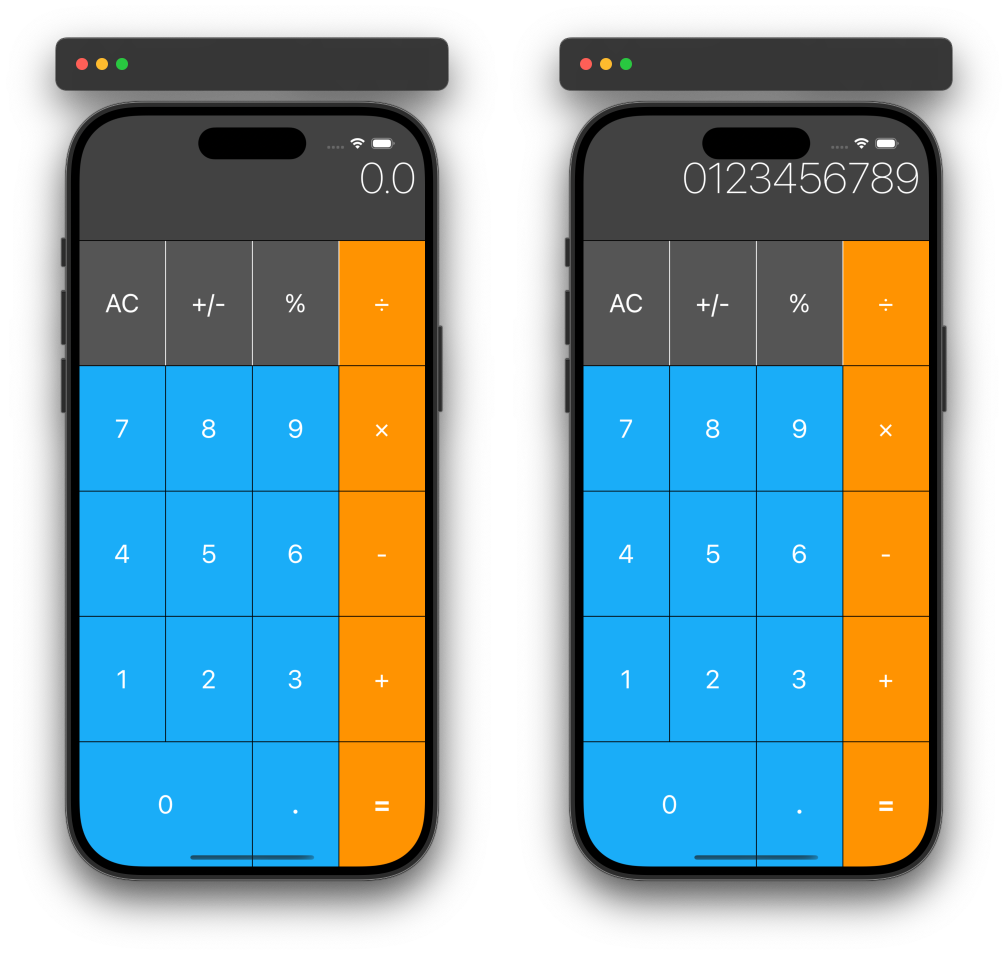 0.0
AC +/- % ÷
7 8 9 ×
4 5 6 -
1 2 3 +
0 . =
0123456789
AC +/- % ÷
7 8 9 ×
4 5 6 -
1 2 3 +
0 . =